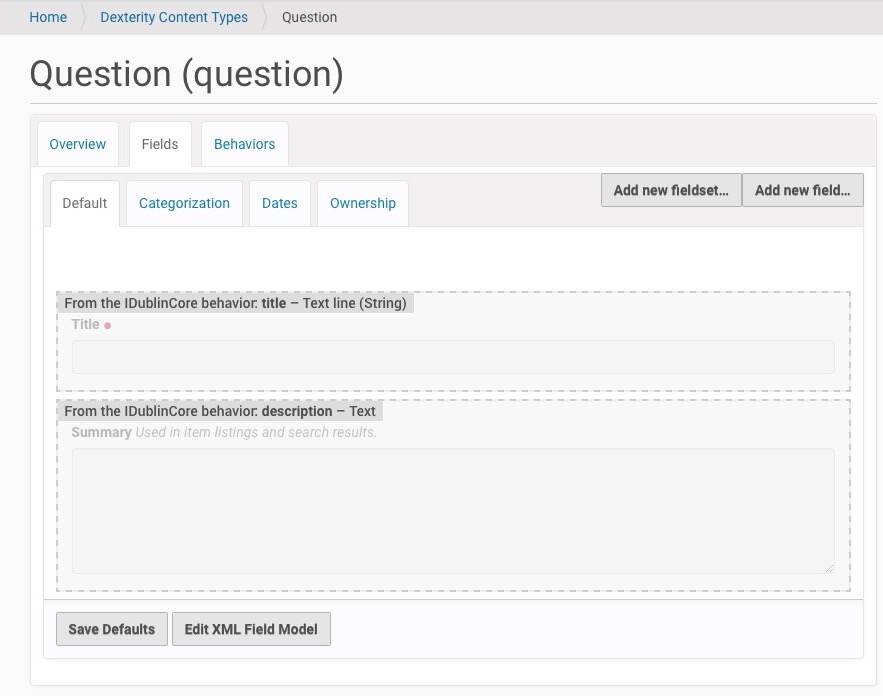 Home Dexterity Content Types Question
Question (question)
Overview Fields Behaviors
Default Categorization Dates Ownership Add new fieldset... Add new field...
From the IDublinCore behavior: title – Text line (String)
Title
From the IDublinCore behavior: description – Text
Summary Used in item listings and search results.
Save Defaults Edit XML Field Model